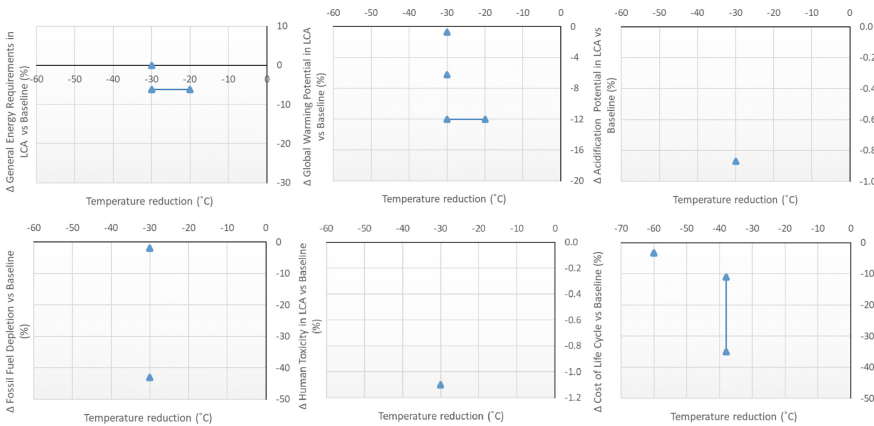 Δ General Energy Requirements in
LCA vs Baseline (%)
10
0
-10
-20
-30
-60 -50 -40 -30 -20 -10 0
Temperature reduction (˚C)
Δ Global Warming Potential in LCA
vs Baseline (%)
-60 -50 -40 -30 -20 -10 0
0
-4
-8
-12
-16
-20
Temperature reduction (˚C)
Δ Acidification Potential in LCA vs
Baseline (%)
-60 -50 -40 -30 -20 -10 0
0.0
-0.2
-0.4
-0.6
-0.8
-1.0
Temperature reduction (˚C)
Δ Fossil Fuel Depletion vs Baseline
(%)
-60 -50 -40 -30 -20 -10 0
0
-10
-20
-30
-40
-50
Temperature reduction (˚C)
Δ Human Toxicity in LCA vs Baseline
(%)
-60 -50 -40 -30 -20 -10 0
0.0
-0.2
-0.4
-0.6
-0.8
-1.0
-1.2
Temperature reduction (˚C)
Δ Cost of Life Cycle vs Baseline (%)
-70 -60 -50 -40 -30 -20 -10 0
0
-10
-20
-30
-40
-50
Temperature reduction (˚C)